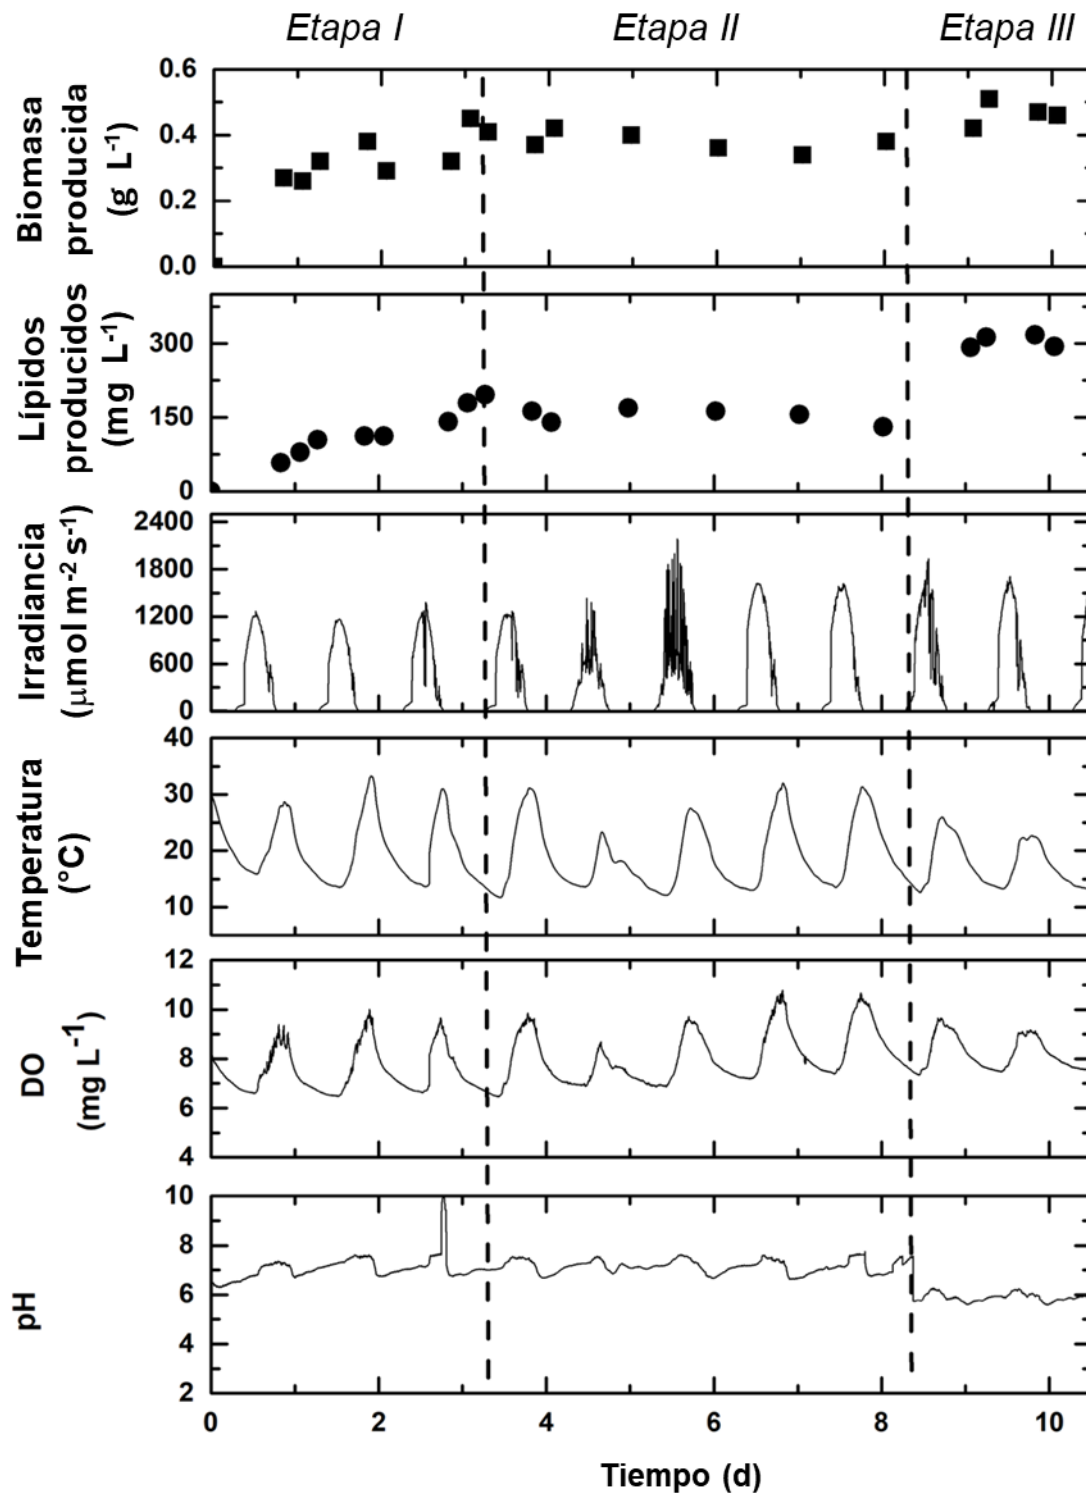 Etapa I Etapa II Etapa III
Biomasa
producida
(g L-1)
0.6
0.4
0.2
0.0
Lípidos
producidos
(mg L-1)
300
150
0
Irradiancia
(μmol m-2 s-1)
2400
1800
1200
600
0
Temperatura
(°C)
40
30
20
10
DO
(mg L-1)
12
10
8
6
4
pH
10
8
6
4
2
0 2 4 6 8 10
Tiempo (d)